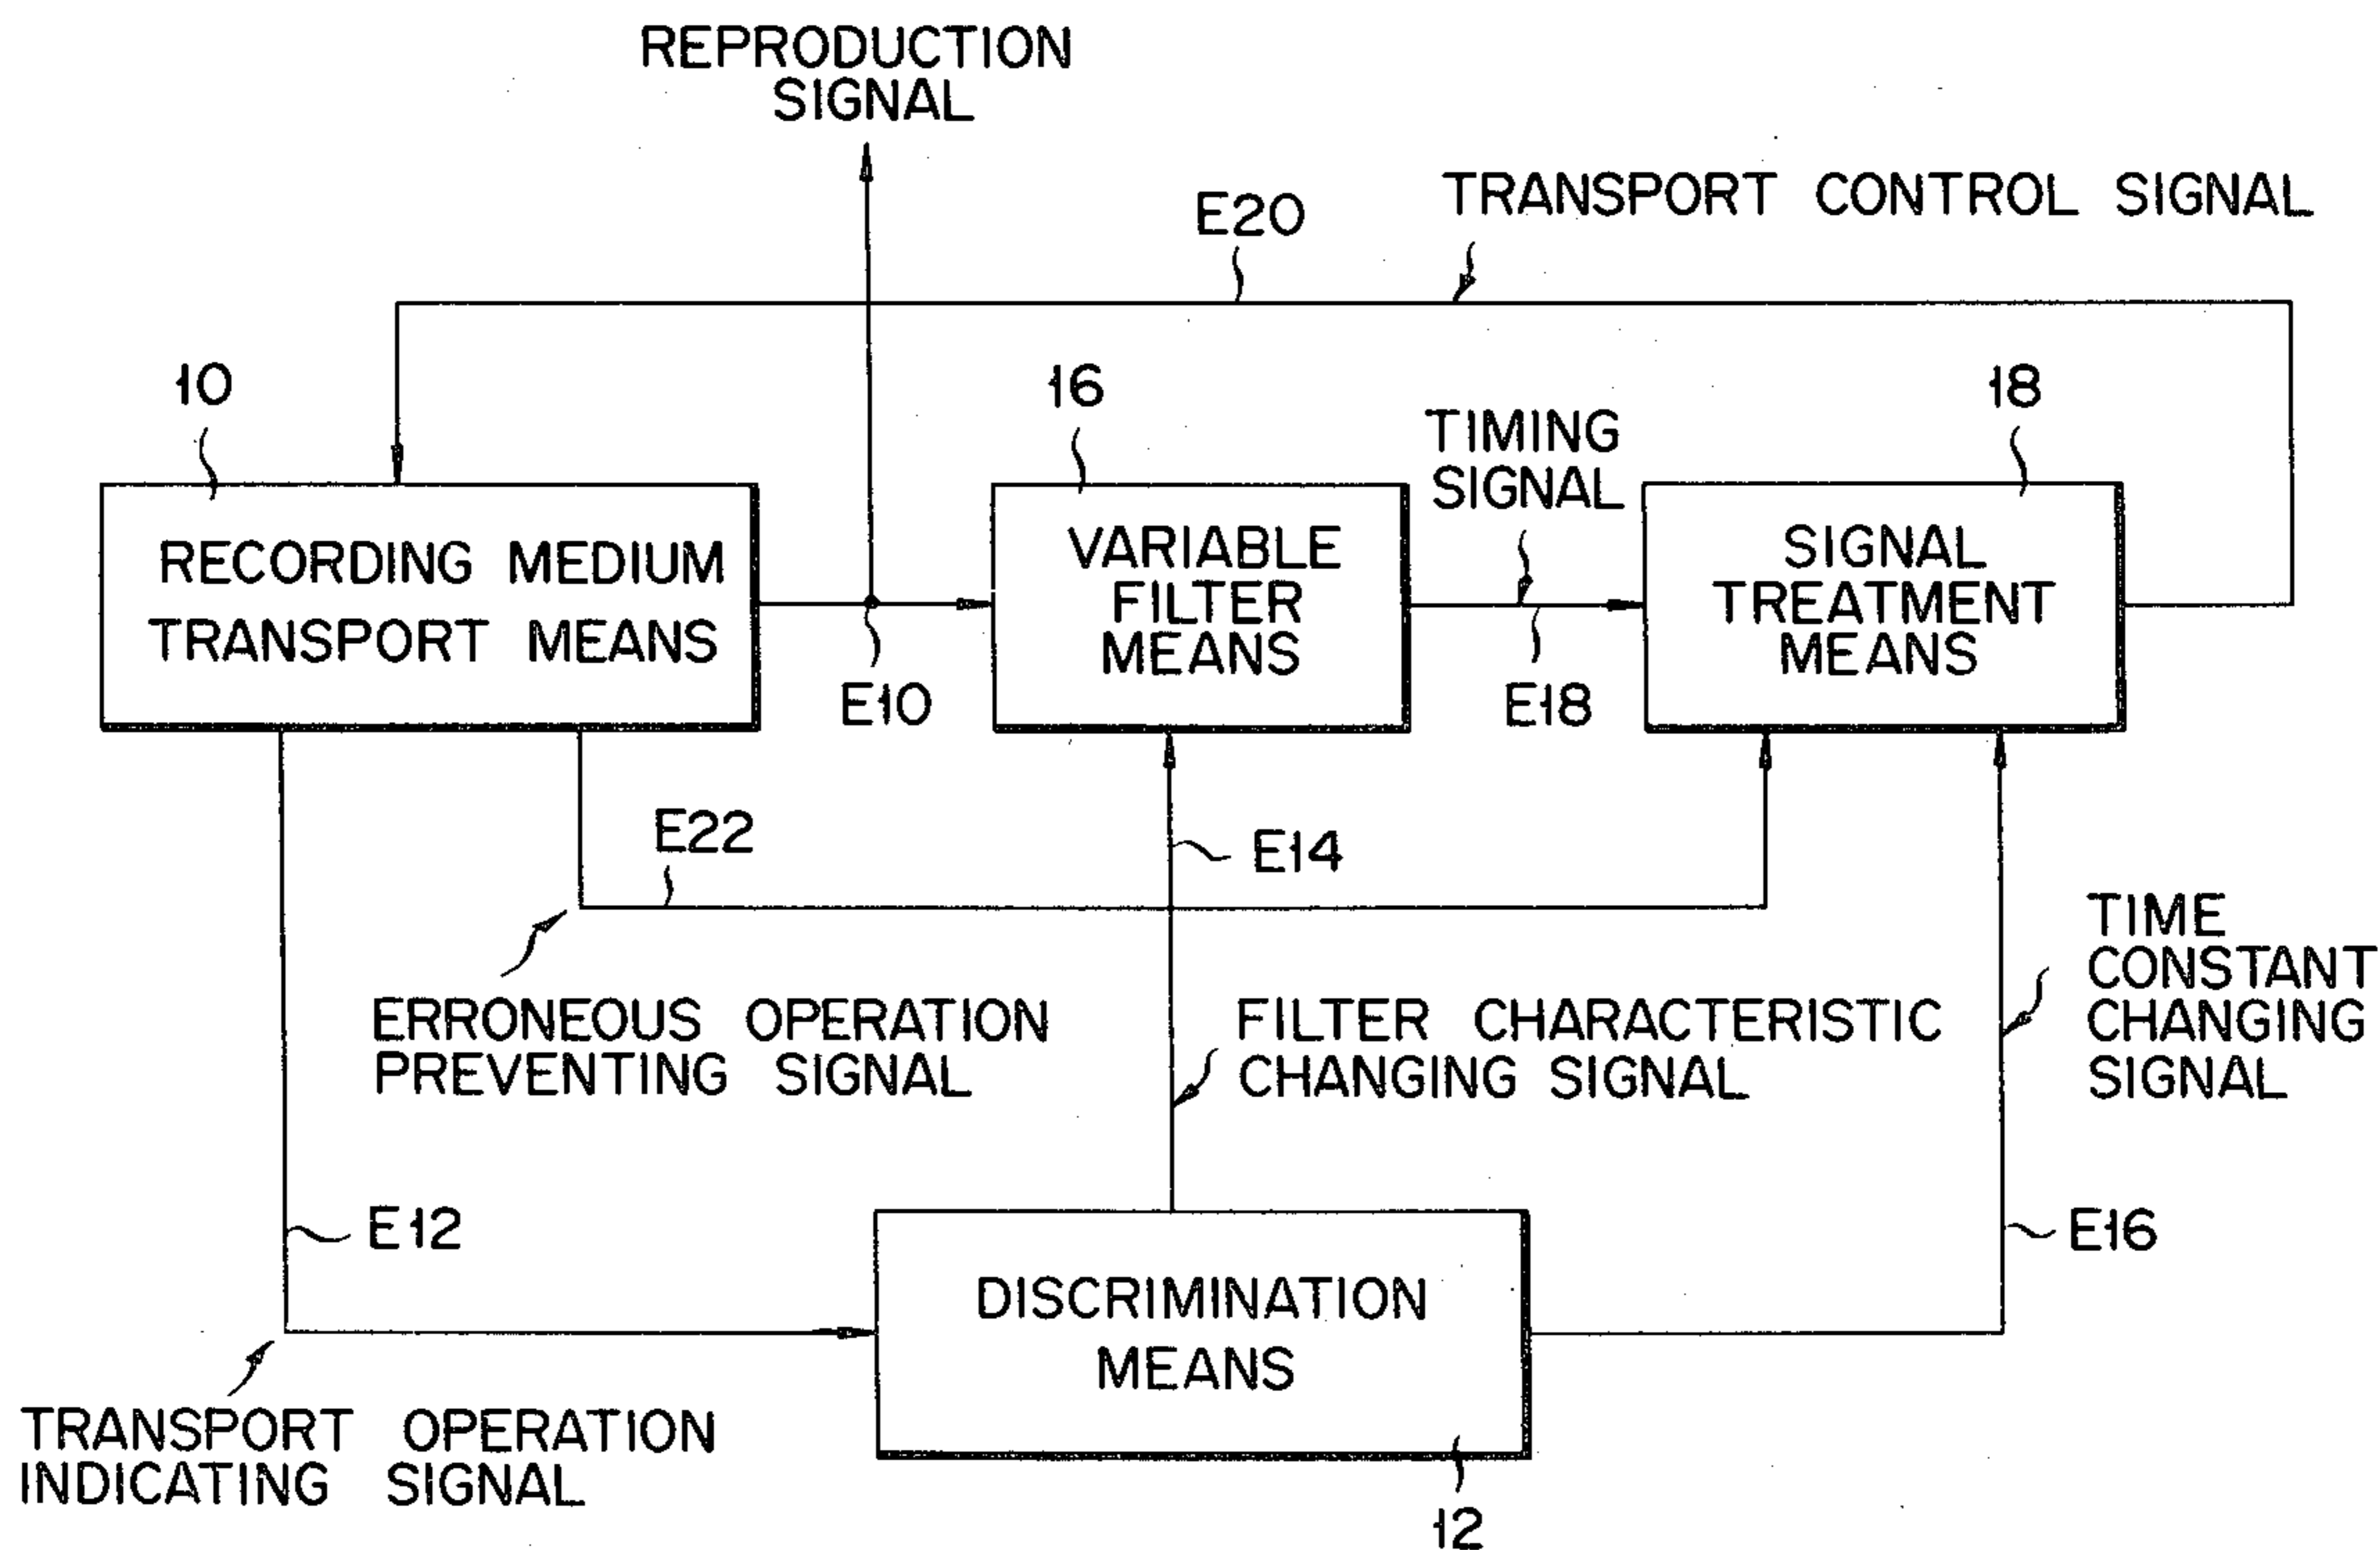 REPRODUCTION
SIGNAL
E20
TRANSPORT CONTROL SIGNAL
10
16
TIMING
SIGNAL
18
RECORDING MEDIUM
TRANSPORT MEANS
E10
VARIABLE
FILTER
MEANS
E18
SIGNAL
TREATMENT
MEANS
E22
E14
ERRONEOUS OPERATION
PREVENTING SIGNAL
FILTER CHARACTERISTIC
CHANGING SIGNAL
TIME
CONSTANT
CHANGING
SIGNAL
E12
E16
DISCRIMINATION
MEANS
TRANSPORT OPERATION
INDICATING SIGNAL
12